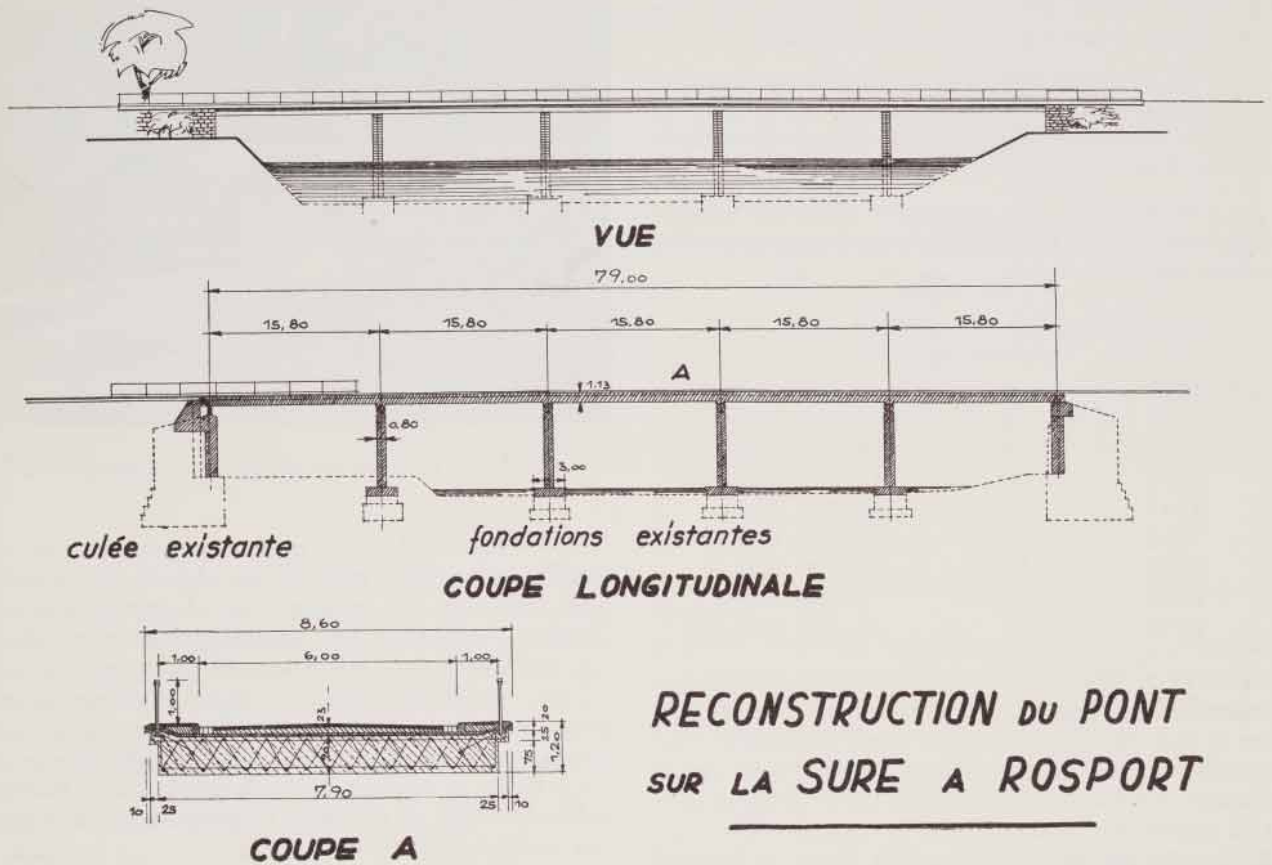 VUE
79.00
15,80 15,80 15.80 15,80 15.80
A
1.13
0,80
3,00
culée existante fondations existantes
COUPE LONGITUDINALE
8,60
1,00 6,00 1,00
1,00
23
20
25
75
1,20
7,90
10 25 25 10
COUPE A
RECONSTRUCTION DU PONT
SUR LA SURE A ROSPORT